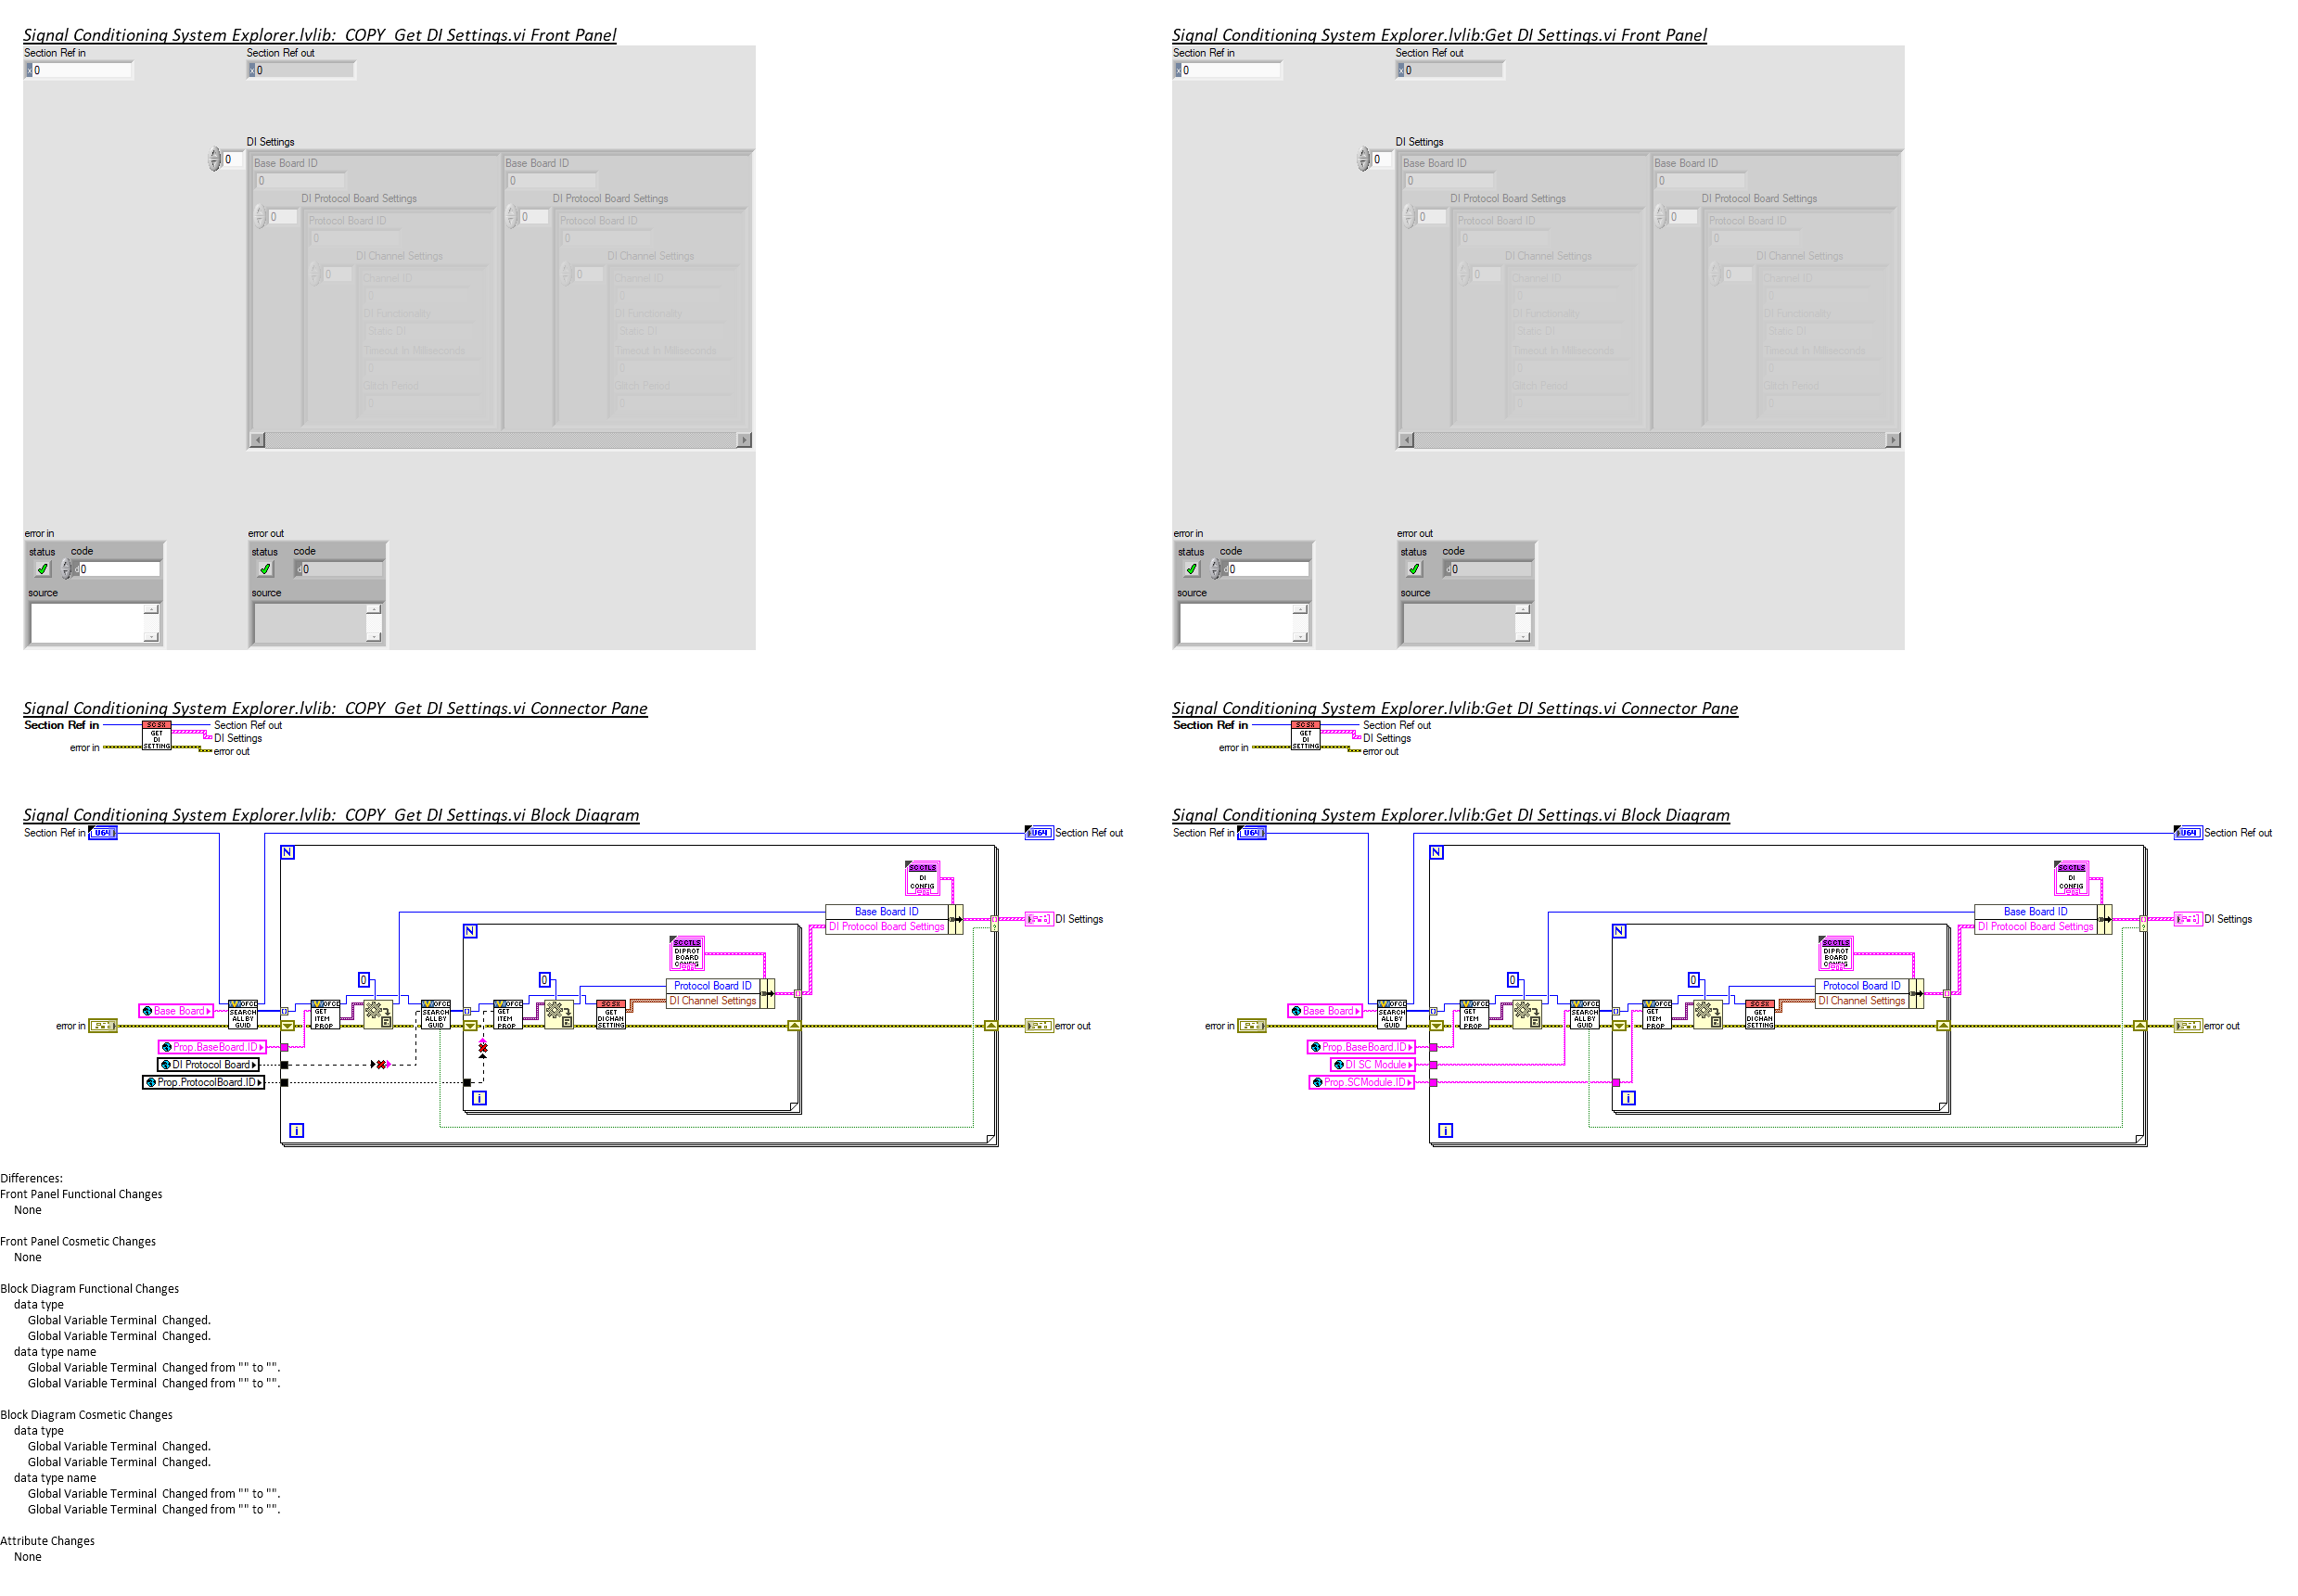 Signal Conditioning System Explorer.lvlib:  COPY  Get DI Settings.vi Front Panel
Section Ref in
Section Ref out
x 0
x 0
DI Settings
0
Base Board ID
Base Board ID
0
0
DI Protocol Board Settings
DI Protocol Board Settings
0
0
Protocol Board ID
Protocol Board ID
0
0
DI Channel Settings
DI Channel Settings
0
0
Channel ID
Channel ID
0
0
DI Functionality
DI Functionality
Static DI
Static DI
Timeout In Milliseconds
Timeout In Milliseconds
0
0
Glitch Period
Glitch Period
0
0
error in
error out
status code
status code
d 0
d 0
source
source
Signal Conditioning System Explorer.lvlib:Get DI Settings.vi Front Panel
Section Ref in
Section Ref out
x 0
x 0
DI Settings
0
Base Board ID
Base Board ID
0
0
DI Protocol Board Settings
DI Protocol Board Settings
0
0
Protocol Board ID
Protocol Board ID
0
0
DI Channel Settings
DI Channel Settings
0
0
Channel ID
Channel ID
0
0
DI Functionality
DI Functionality
Static DI
Static DI
Timeout In Milliseconds
Timeout In Milliseconds
0
0
Glitch Period
Glitch Period
0
0
error in
error out
status code
status code
d 0
d 0
source
source
Signal Conditioning System Explorer.lvlib:  COPY  Get DI Settings.vi Connector Pane
Section Ref in
SCSX
GET
DI
SETTING
Section Ref out
DI Settings
error in
error out
Signal Conditioning System Explorer.lvlib:Get DI Settings.vi Connector Pane
Section Ref in
SCSX
GET
DI
SETTING
Section Ref out
DI Settings
error in
error out
Signal Conditioning System Explorer.lvlib:  COPY  Get DI Settings.vi Block Diagram
Section Ref in
U64
U64
Section Ref out
N
SCCTLS
DI
CONFIG
Base Board ID
DI Protocol Board Settings
DI Settings
N
SCCTLS
DIPROT
BOARD
CONFIG
0
0
Protocol Board ID
DI Channel Settings
Base Board
OFCD
SEARCH
ALL BY
GUID
OFCD
GET
ITEM
PROP
OFCD
SEARCH
ALL BY
GUID
OFCD
GET
ITEM
PROP
SCSX
GET
DICHAN
SETTING
error in
error out
Prop.BaseBoard.ID
DI Protocol Board
Prop.ProtocolBoard.ID
i
i
Signal Conditioning System Explorer.lvlib:Get DI Settings.vi Block Diagram
Section Ref in
U64
U64
Section Ref out
N
SCCTLS
DI
CONFIG
Base Board ID
DI Protocol Board Settings
DI Settings
N
SCCTLS
DIPROT
BOARD
CONFIG
0
0
Protocol Board ID
DI Channel Settings
Base Board
OFCD
SEARCH
ALL BY
GUID
OFCD
GET
ITEM
PROP
OFCD
SEARCH
ALL BY
GUID
OFCD
GET
ITEM
PROP
SCSX
GET
DICHAN
SETTING
error in
error out
Prop.BaseBoard.ID
DI SC Module
Prop.SCModule.ID
i
i
Differences:
Front Panel Functional Changes
None
Front Panel Cosmetic Changes
None
Block Diagram Functional Changes
data type
Global Variable Terminal  Changed.
Global Variable Terminal  Changed.
data type name
Global Variable Terminal  Changed from "" to "".
Global Variable Terminal  Changed from "" to "".
Block Diagram Cosmetic Changes
data type
Global Variable Terminal  Changed.
Global Variable Terminal  Changed.
data type name
Global Variable Terminal  Changed from "" to "".
Global Variable Terminal  Changed from "" to "".
Attribute Changes
None